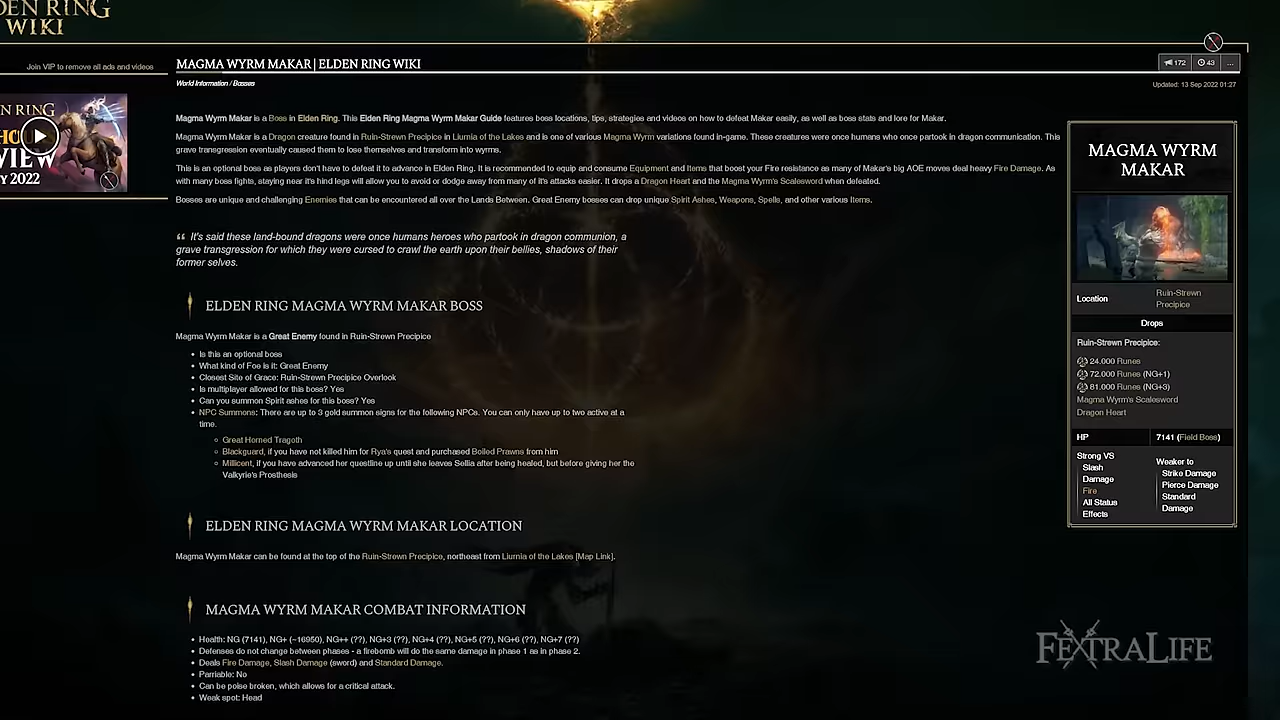 DEN RING
WIKI
Join VIP to remove all ads and videos
MAGMA WYRM MAKAR | ELDEN RING WIKI
172
43
...
World Information / Bosses
Updated: 13 Sep 2022 01:27
N RING
VIEW
Y 2022
Magma Wyrm Makar is a Boss in Elden Ring. This Elden Ring Magma Wyrm Makar Guide features boss locations, tips, strategies and videos on how to defeat Makar easily, as well as boss stats and lore for Makar.
Magma Wyrm Makar is a Dragon creature found in Ruin-Strewn Precipice in Liurnia of the Lakes and is one of various Magma Wyrm variations found in-game. These creatures were once humans who once partook in dragon communion. This
grave transgression eventually caused them to lose themselves and transform into wyrms.
This is an optional boss as players don't have to defeat it to advance in Elden Ring. It is recommended to equip and consume Equipment and Items that boost your Fire resistance as many of Makar's big AOE moves deal heavy Fire Damage. As
with many boss fights, staying near it's hind legs will allow you to avoid or dodge away from many of it's attacks easier. It drops a Dragon Heart and the Magma Wyrm's Scalesword when defeated.
Bosses are unique and challenging Enemies that can be encountered all over the Lands Between. Great Enemy bosses can drop unique Spirit Ashes, Weapons, Spells, and other various Items.
“ It's said these land-bound dragons were once humans heroes who partook in dragon communion, a
grave transgression for which they were cursed to crawl the earth upon their bellies, shadows of their
former selves.
ELDEN RING MAGMA WYRM MAKAR BOSS
Magma Wyrm Makar is a Great Enemy found in Ruin-Strewn Precipice
• Is this an optional boss
• What kind of Foe is it: Great Enemy
• Closest Site of Grace: Ruin-Strewn Precipice Overlook
• Is multiplayer allowed for this boss? Yes
• Can you summon Spirit ashes for this boss? Yes
• NPC Summons: There are up to 3 gold summon signs for the following NPCs. You can only have up to two active at a
time.
Great Horned Tragoth
Blackguard, if you have not killed him for Rya's quest and purchased Boiled Prawns from him
Millicent, if you have advanced her questline up until she leaves Sellia after being healed, but before giving her the
Valkyrie's Prosthesis
ELDEN RING MAGMA WYRM MAKAR LOCATION
Magma Wyrm Makar can be found at the top of the Ruin-Strewn Precipice, northeast from Liurnia of the Lakes [Map Link].
MAGMA WYRM MAKAR COMBAT INFORMATION
• Health: NG (7141), NG+ (~16950), NG++ (??), NG+3 (??), NG+4 (??), NG+5 (??), NG+6 (??), NG+7 (??)
• Defenses do not change between phases - a firebomb will do the same damage in phase 1 as in phase 2.
• Deals Fire Damage, Slash Damage (sword) and Standard Damage.
• Parriable: No
• Can be poise broken, which allows for a critical attack.
• Weak spot: Head
MAGMA WYRM
MAKAR
Location
Ruin-Strewn
Precipice
Drops
Ruin-Strewn Precipice:
24.000 Runes
72.000 Runes (NG+1)
81.000 Runes (NG+3)
Magma Wyrm's Scalesword
Dragon Heart
HP
7141 (Field Boss)
Strong VS
Slash
Damage
Fire
All Status
Effects
Weaker to
Strike Damage
Pierce Damage
Standard
Damage
FEXTRALIFE